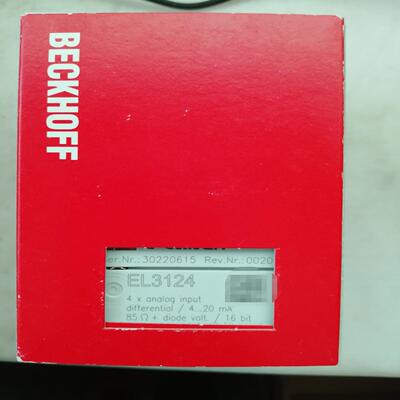 BECKHOFF
er.Nr.: 30220615 Rev.Nr.: 0020
EL3124
4 x analog input
differential / 4...20 mA
85 Ω + diode volt. / 16 bit